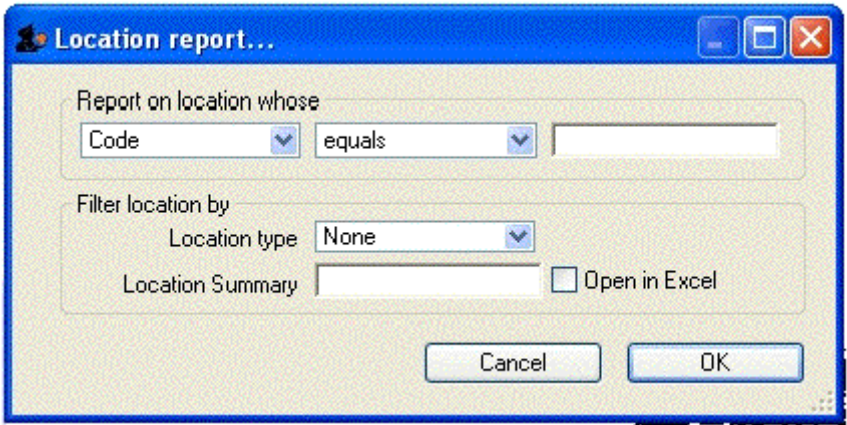 Location report...
Report on location whose
Code equals
Filter location by
Location type None
Location Summary Open in Excel
Cancel OK